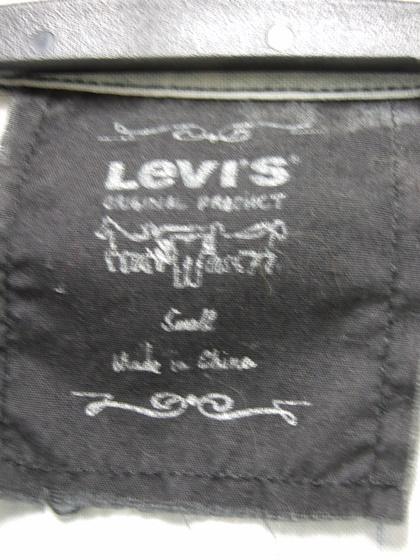 Levi's
ORIGINAL PRODUCT
Small
Made in China